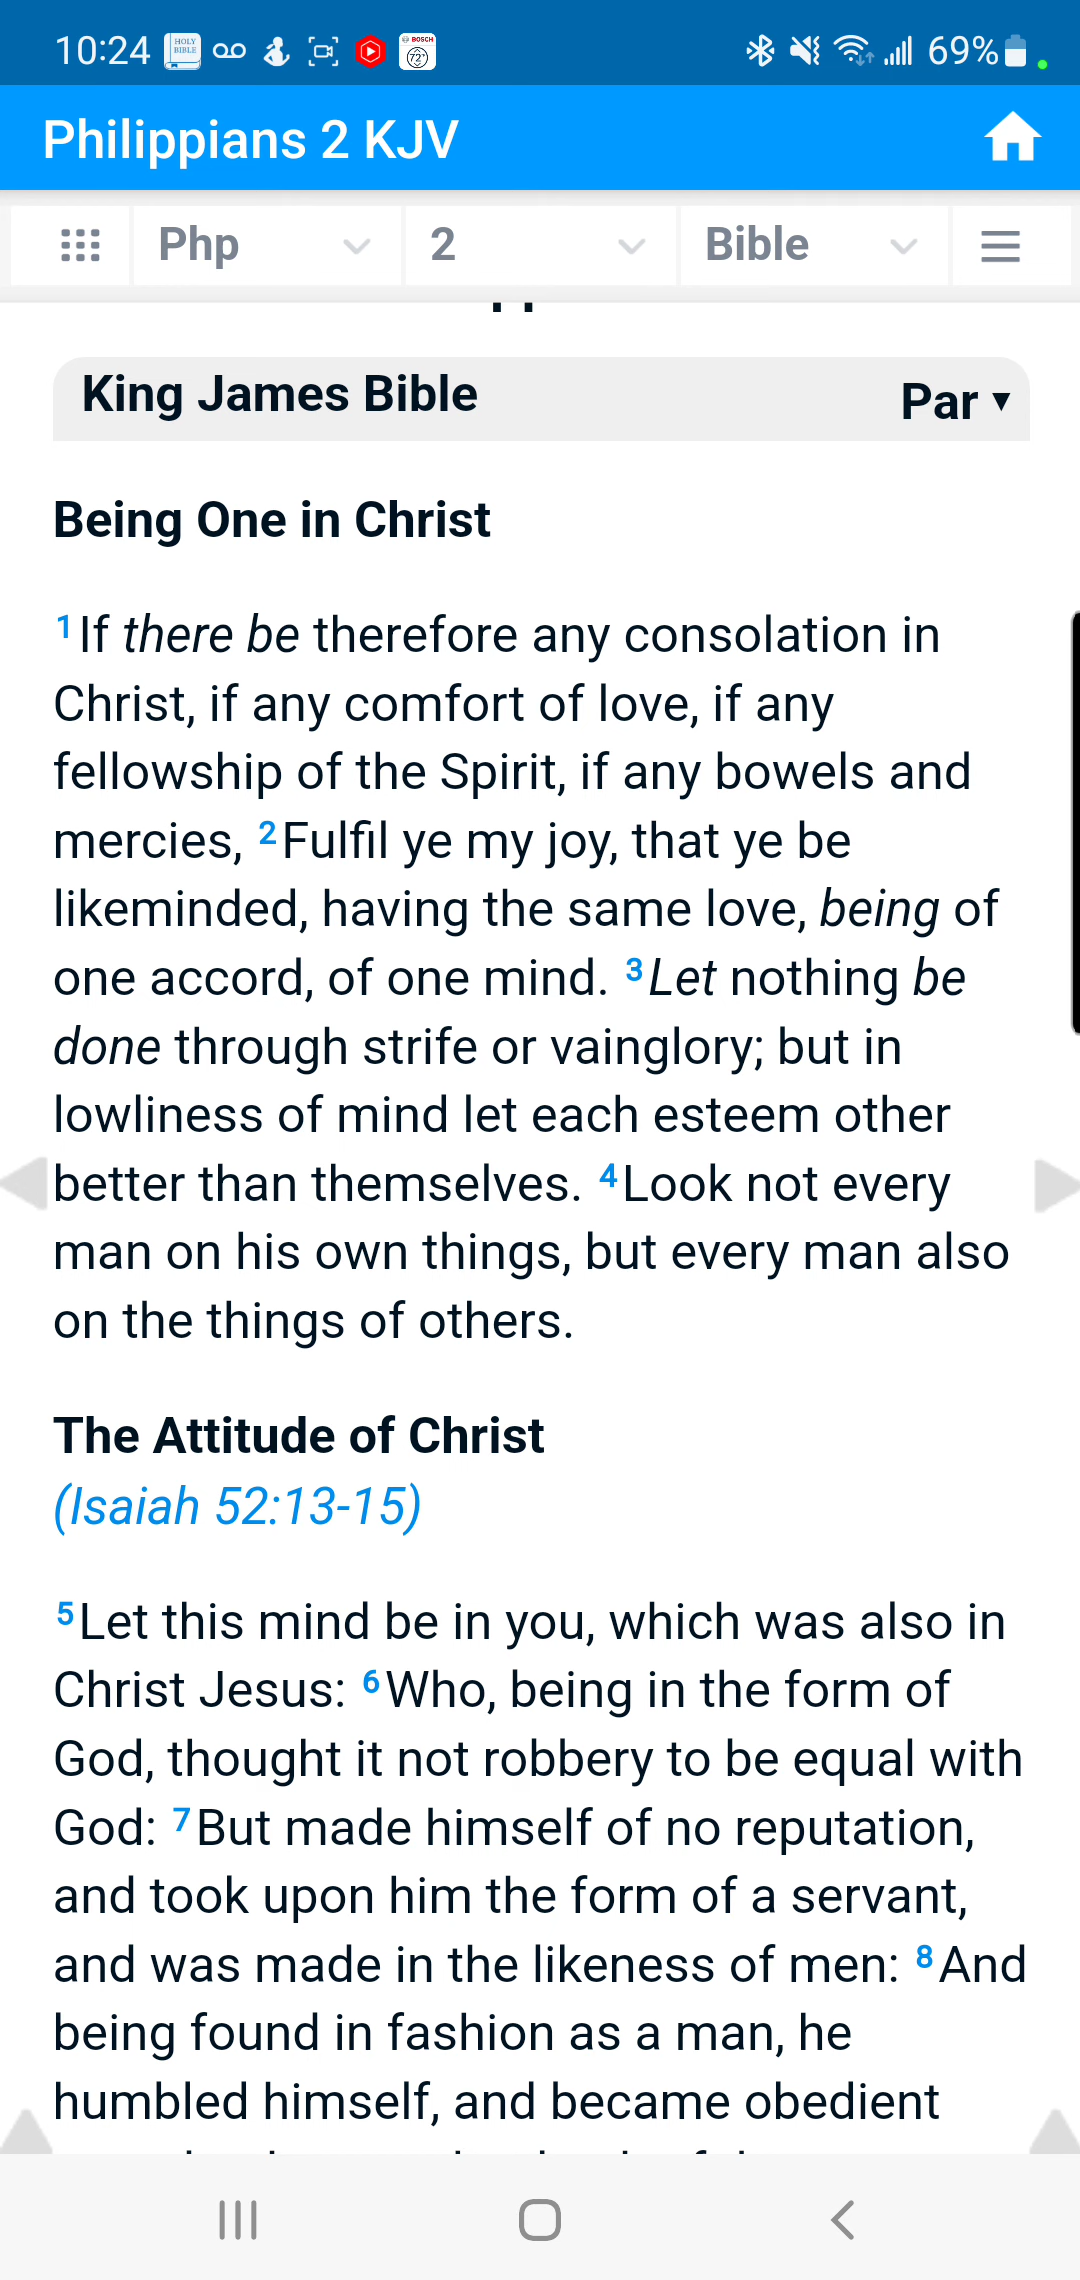 10:24 HOLY BIBLE BOSCH 72° 69%
Philippians 2 KJV
Php 2 Bible
King James Bible Par ▼
Being One in Christ
1 If there be therefore any consolation in
Christ, if any comfort of love, if any
fellowship of the Spirit, if any bowels and
mercies, 2 Fulfil ye my joy, that ye be
likeminded, having the same love, being of
one accord, of one mind. 3 Let nothing be
done through strife or vainglory; but in
lowliness of mind let each esteem other
better than themselves. 4 Look not every
man on his own things, but every man also
on the things of others.
The Attitude of Christ
(Isaiah 52:13-15)
5 Let this mind be in you, which was also in
Christ Jesus: 6 Who, being in the form of
God, thought it not robbery to be equal with
God: 7 But made himself of no reputation,
and took upon him the form of a servant,
and was made in the likeness of men: 8 And
being found in fashion as a man, he
humbled himself, and became obedient